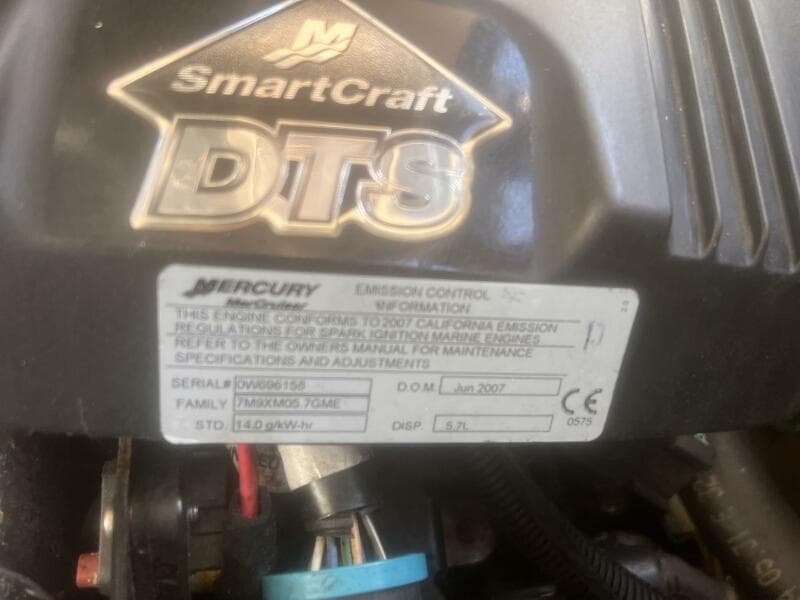 M
SmartCraft
DTS
MERCURY
MerCruiser
EMISSION CONTROL
INFORMATION
THIS ENGINE CONFORMS TO 2007 CALIFORNIA EMISSION
REGULATIONS FOR SPARK IGNITION MARINE ENGINES
REFER TO THE OWNERS MANUAL FOR MAINTENANCE
SPECIFICATIONS AND ADJUSTMENTS
SERIAL# 0W696156 D.O.M Jun 2007
FAMILY 7M9XM05.7GME
STD. 14.0 g/kW-hr DISP. 5.7L
CE
0575